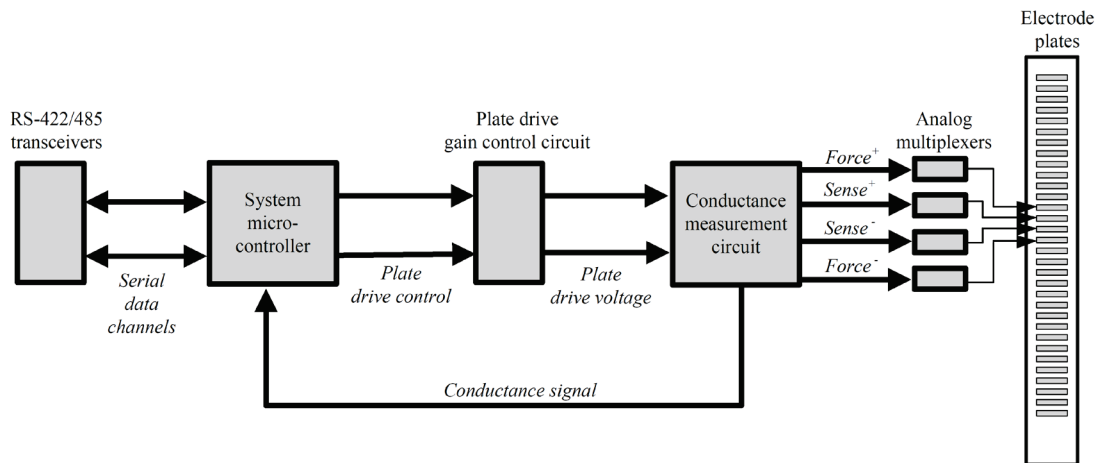 Electrode
plates
RS-422/485
transceivers
Plate drive
gain control circuit
Analog
multiplexers
System
micro-
controller
Conductance
measurement
circuit
Force⁺
Sense⁺
Sense⁻
Force⁻
Serial
data
channels
Plate
drive control
Plate
drive voltage
Conductance signal